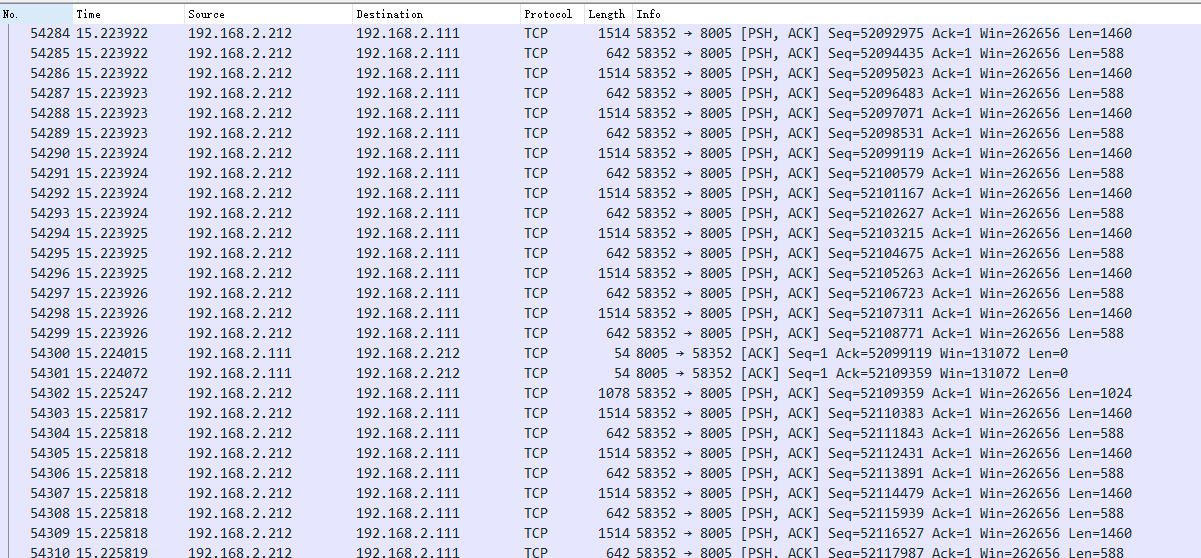 No. Time Source Destination Protocol Length Info
54284 15.223922 192.168.2.212 192.168.2.111 TCP 1514 58352 → 8005 [PSH, ACK] Seq=52092975 Ack=1 Win=262656 Len=1460
54285 15.223922 192.168.2.212 192.168.2.111 TCP 642 58352 → 8005 [PSH, ACK] Seq=52094435 Ack=1 Win=262656 Len=588
54286 15.223922 192.168.2.212 192.168.2.111 TCP 1514 58352 → 8005 [PSH, ACK] Seq=52095023 Ack=1 Win=262656 Len=1460
54287 15.223923 192.168.2.212 192.168.2.111 TCP 642 58352 → 8005 [PSH, ACK] Seq=52096483 Ack=1 Win=262656 Len=588
54288 15.223923 192.168.2.212 192.168.2.111 TCP 1514 58352 → 8005 [PSH, ACK] Seq=52097071 Ack=1 Win=262656 Len=1460
54289 15.223923 192.168.2.212 192.168.2.111 TCP 642 58352 → 8005 [PSH, ACK] Seq=52098531 Ack=1 Win=262656 Len=588
54290 15.223924 192.168.2.212 192.168.2.111 TCP 1514 58352 → 8005 [PSH, ACK] Seq=52099119 Ack=1 Win=262656 Len=1460
54291 15.223924 192.168.2.212 192.168.2.111 TCP 642 58352 → 8005 [PSH, ACK] Seq=52100579 Ack=1 Win=262656 Len=588
54292 15.223924 192.168.2.212 192.168.2.111 TCP 1514 58352 → 8005 [PSH, ACK] Seq=52101167 Ack=1 Win=262656 Len=1460
54293 15.223924 192.168.2.212 192.168.2.111 TCP 642 58352 → 8005 [PSH, ACK] Seq=52102627 Ack=1 Win=262656 Len=588
54294 15.223925 192.168.2.212 192.168.2.111 TCP 1514 58352 → 8005 [PSH, ACK] Seq=52103215 Ack=1 Win=262656 Len=1460
54295 15.223925 192.168.2.212 192.168.2.111 TCP 642 58352 → 8005 [PSH, ACK] Seq=52104675 Ack=1 Win=262656 Len=588
54296 15.223925 192.168.2.212 192.168.2.111 TCP 1514 58352 → 8005 [PSH, ACK] Seq=52105263 Ack=1 Win=262656 Len=1460
54297 15.223926 192.168.2.212 192.168.2.111 TCP 642 58352 → 8005 [PSH, ACK] Seq=52106723 Ack=1 Win=262656 Len=588
54298 15.223926 192.168.2.212 192.168.2.111 TCP 1514 58352 → 8005 [PSH, ACK] Seq=52107311 Ack=1 Win=262656 Len=1460
54299 15.223926 192.168.2.212 192.168.2.111 TCP 642 58352 → 8005 [PSH, ACK] Seq=52108771 Ack=1 Win=262656 Len=588
54300 15.224015 192.168.2.111 192.168.2.212 TCP 54 8005 → 58352 [ACK] Seq=1 Ack=52099119 Win=131072 Len=0
54301 15.224072 192.168.2.111 192.168.2.212 TCP 54 8005 → 58352 [ACK] Seq=1 Ack=52109359 Win=131072 Len=0
54302 15.225247 192.168.2.212 192.168.2.111 TCP 1078 58352 → 8005 [PSH, ACK] Seq=52109359 Ack=1 Win=262656 Len=1024
54303 15.225817 192.168.2.212 192.168.2.111 TCP 1514 58352 → 8005 [PSH, ACK] Seq=52110383 Ack=1 Win=262656 Len=1460
54304 15.225818 192.168.2.212 192.168.2.111 TCP 642 58352 → 8005 [PSH, ACK] Seq=52111843 Ack=1 Win=262656 Len=588
54305 15.225818 192.168.2.212 192.168.2.111 TCP 1514 58352 → 8005 [PSH, ACK] Seq=52112431 Ack=1 Win=262656 Len=1460
54306 15.225818 192.168.2.212 192.168.2.111 TCP 642 58352 → 8005 [PSH, ACK] Seq=52113891 Ack=1 Win=262656 Len=588
54307 15.225818 192.168.2.212 192.168.2.111 TCP 1514 58352 → 8005 [PSH, ACK] Seq=52114479 Ack=1 Win=262656 Len=1460
54308 15.225818 192.168.2.212 192.168.2.111 TCP 642 58352 → 8005 [PSH, ACK] Seq=52115939 Ack=1 Win=262656 Len=588
54309 15.225818 192.168.2.212 192.168.2.111 TCP 1514 58352 → 8005 [PSH, ACK] Seq=52116527 Ack=1 Win=262656 Len=1460
54310 15.225819 192.168.2.212 192.168.2.111 TCP 642 58352 → 8005 [PSH, ACK] Seq=52117987 Ack=1 Win=262656 Len=588